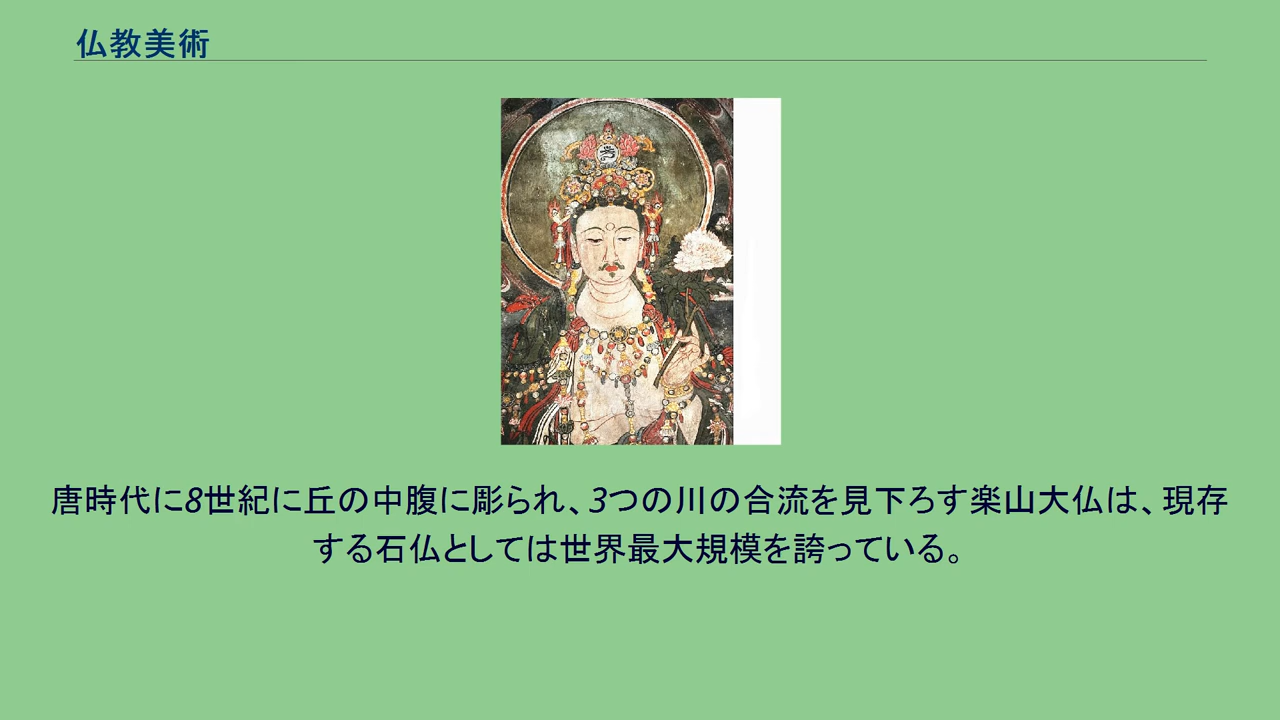 仏教美術
唐時代に8世紀に丘の中腹に彫られ、3つの川の合流を見下ろす楽山大仏は、現存
する石仏としては世界最大規模を誇っている。